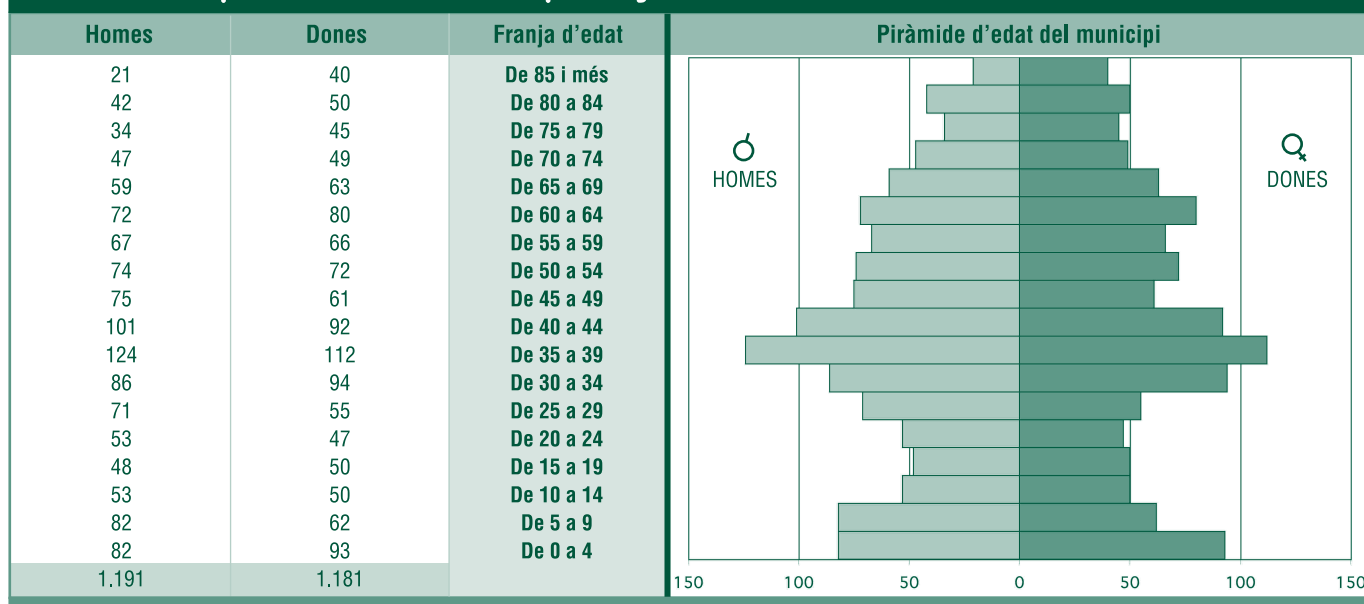 Homes Dones Franja d'edat Piràmide d'edat del municipi
21 40 De 85 i més
42 50 De 80 a 84
34 45 De 75 a 79
47 49 De 70 a 74
59 63 De 65 a 69
72 80 De 60 a 64
67 66 De 55 a 59
74 72 De 50 a 54
75 61 De 45 a 49
101 92 De 40 a 44
124 112 De 35 a 39
86 94 De 30 a 34
71 55 De 25 a 29
53 47 De 20 a 24
48 50 De 15 a 19
53 50 De 10 a 14
82 62 De 5 a 9
82 93 De 0 a 4
1.191 1.181
HOMES DONES
150 100 50 0 50 100 150